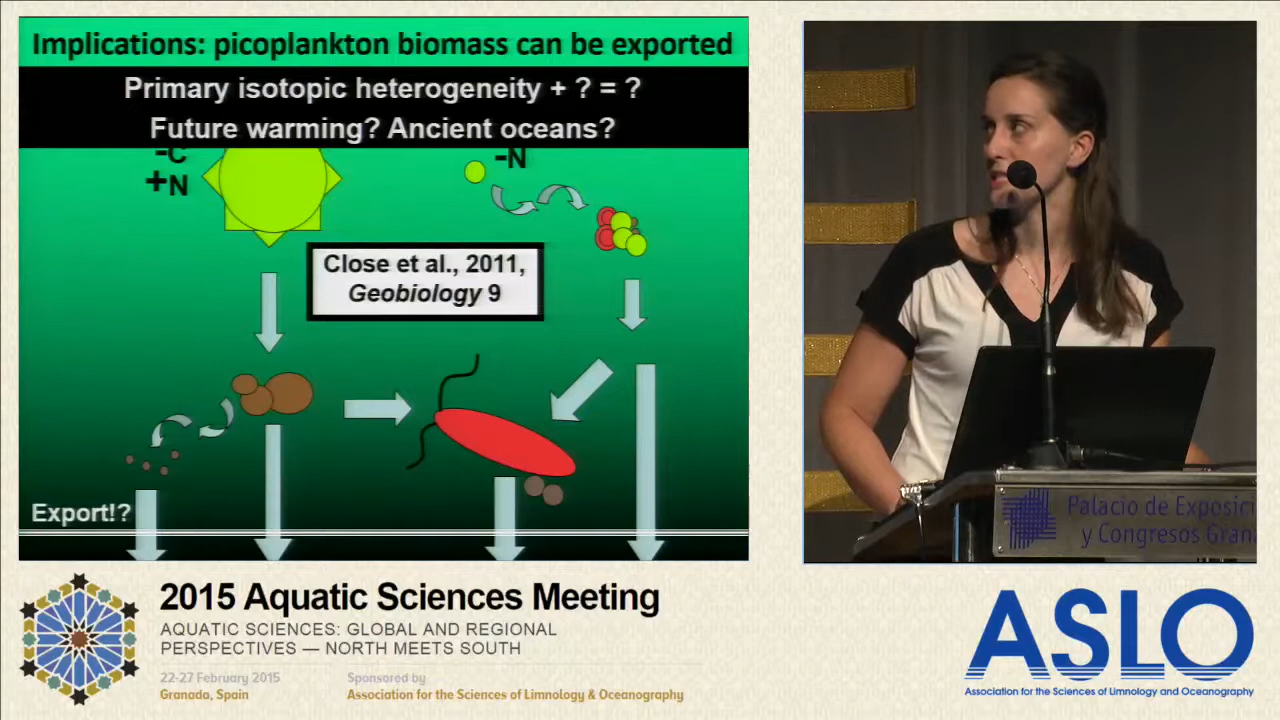 Implications: picoplankton biomass can be exported
Primary isotopic heterogeneity + ? = ?
Future warming? Ancient oceans?
-C
+N
-N
Close et al., 2011,
Geobiology 9
Export!?
Palacio de Exposici
y Congresos Grana
2015 Aquatic Sciences Meeting
AQUATIC SCIENCES: GLOBAL AND REGIONAL
PERSPECTIVES — NORTH MEETS SOUTH
22-27 February 2015
Granada, Spain
Sponsored by
Association for the Sciences of Limnology & Oceanography
ASLO
Association for the Sciences of Limnology and Oceanography